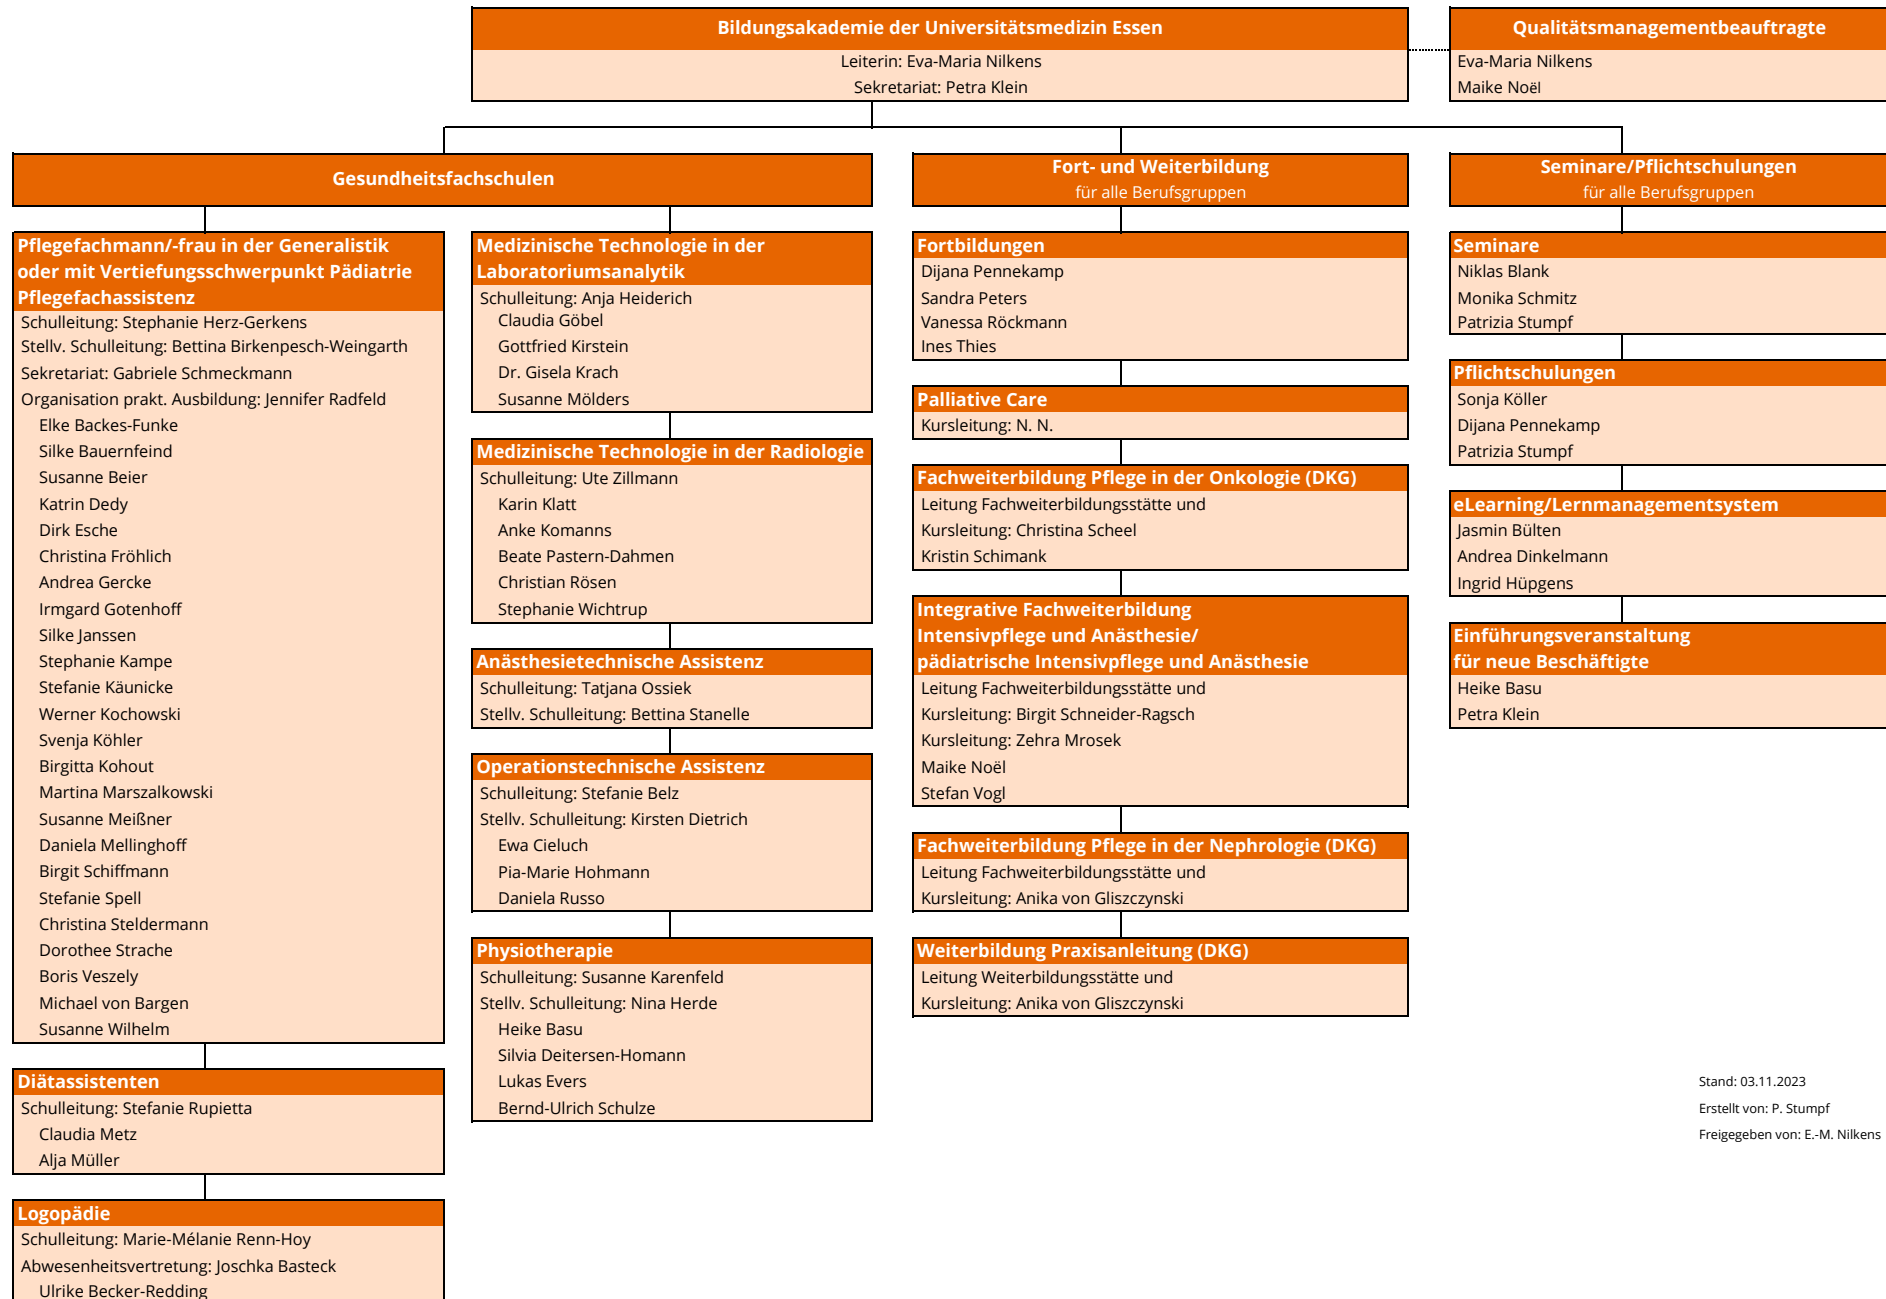 Bildungsakademie der Universitätsmedizin Essen
Leiterin: Eva-Maria Nilkens
Sekretariat: Petra Klein
Qualitätsmanagementbeauftragte
Eva-Maria Nilkens
Maike Noël
Gesundheitsfachschulen
Pflegefachmann/-frau in der Generalistik
oder mit Vertiefungsschwerpunkt Pädiatrie
Pflegefachassistenz
Schulleitung: Stephanie Herz-Gerkens
Stellv. Schulleitung: Bettina Birkenpesch-Weingarth
Sekretariat: Gabriele Schmeckmann
Organisation prakt. Ausbildung: Jennifer Radfeld
Elke Backes-Funke
Silke Bauernfeind
Susanne Beier
Katrin Dedy
Dirk Esche
Christina Fröhlich
Andrea Gercke
Irmgard Gotenhoff
Silke Janssen
Stephanie Kampe
Stefanie Käunicke
Werner Kochowski
Svenja Köhler
Birgitta Kohout
Martina Marszalkowski
Susanne Meißner
Daniela Mellinghoff
Birgit Schiffmann
Stefanie Spell
Christina Steldermann
Dorothee Strache
Boris Veszely
Michael von Bargen
Susanne Wilhelm
Diätassistenten
Schulleitung: Stefanie Rupietta
Claudia Metz
Alja Müller
Logopädie
Schulleitung: Marie-Mélanie Renn-Hoy
Abwesenheitsvertretung: Joschka Basteck
Ulrike Becker-Redding
Medizinische Technologie in der
Laboratoriumsanalytik
Schulleitung: Anja Heiderich
Claudia Göbel
Gottfried Kirstein
Dr. Gisela Krach
Susanne Mölders
Medizinische Technologie in der Radiologie
Schulleitung: Ute Zillmann
Karin Klatt
Anke Komanns
Beate Pastern-Dahmen
Christian Rösen
Stephanie Wichtrup
Anästhesietechnische Assistenz
Schulleitung: Tatjana Ossiek
Stellv. Schulleitung: Bettina Stanelle
Operationstechnische Assistenz
Schulleitung: Stefanie Belz
Stellv. Schulleitung: Kirsten Dietrich
Ewa Cieluch
Pia-Marie Hohmann
Daniela Russo
Physiotherapie
Schulleitung: Susanne Karenfeld
Stellv. Schulleitung: Nina Herde
Heike Basu
Silvia Deitersen-Homann
Lukas Evers
Bernd-Ulrich Schulze
Fort- und Weiterbildung
für alle Berufsgruppen
Fortbildungen
Dijana Pennekamp
Sandra Peters
Vanessa Röckmann
Ines Thies
Palliative Care
Kursleitung: N. N.
Fachweiterbildung Pflege in der Onkologie (DKG)
Leitung Fachweiterbildungsstätte und
Kursleitung: Christina Scheel
Kristin Schimank
Integrative Fachweiterbildung
Intensivpflege und Anästhesie/
pädiatrische Intensivpflege und Anästhesie
Leitung Fachweiterbildungsstätte und
Kursleitung: Birgit Schneider-Ragsch
Kursleitung: Zehra Mrosek
Maike Noël
Stefan Vogl
Fachweiterbildung Pflege in der Nephrologie (DKG)
Leitung Fachweiterbildungsstätte und
Kursleitung: Anika von Gliszczynski
Weiterbildung Praxisanleitung (DKG)
Leitung Weiterbildungsstätte und
Kursleitung: Anika von Gliszczynski
Seminare/Pflichtschulungen
für alle Berufsgruppen
Seminare
Niklas Blank
Monika Schmitz
Patrizia Stumpf
Pflichtschulungen
Sonja Köller
Dijana Pennekamp
Patrizia Stumpf
eLearning/Lernmanagementsystem
Jasmin Bülten
Andrea Dinkelmann
Ingrid Hüpgens
Einführungsveranstaltung
für neue Beschäftigte
Heike Basu
Petra Klein
Stand: 03.11.2023
Erstellt von: P. Stumpf
Freigegeben von: E.-M. Nilkens